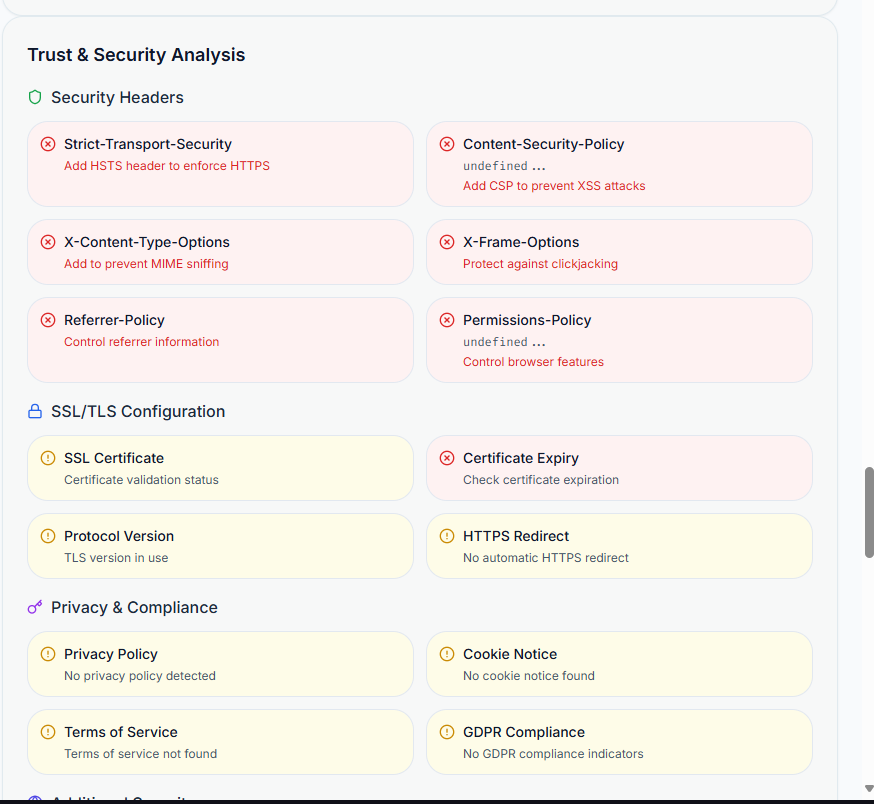 Trust & Security Analysis
Security Headers
Strict-Transport-Security
Add HSTS header to enforce HTTPS
Content-Security-Policy
undefined...
Add CSP to prevent XSS attacks
X-Content-Type-Options
Add to prevent MIME sniffing
X-Frame-Options
Protect against clickjacking
Referrer-Policy
Control referrer information
Permissions-Policy
undefined...
Control browser features
SSL/TLS Configuration
SSL Certificate
Certificate validation status
Certificate Expiry
Check certificate expiration
Protocol Version
TLS version in use
HTTPS Redirect
No automatic HTTPS redirect
Privacy & Compliance
Privacy Policy
No privacy policy detected
Cookie Notice
No cookie notice found
Terms of Service
Terms of service not found
GDPR Compliance
No GDPR compliance indicators